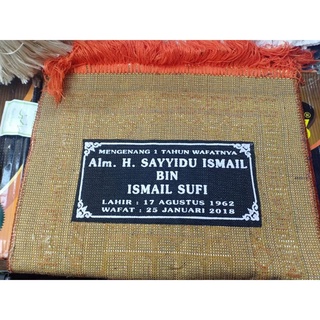 MENGENANG 1 TAHUN WAFATNYA
Alm. H. SAYYIDU ISMAIL
BIN
ISMAIL SUFI
LAHIR : 17 AGUSTUS 1962
WAFAT : 25 JANUARI 2018